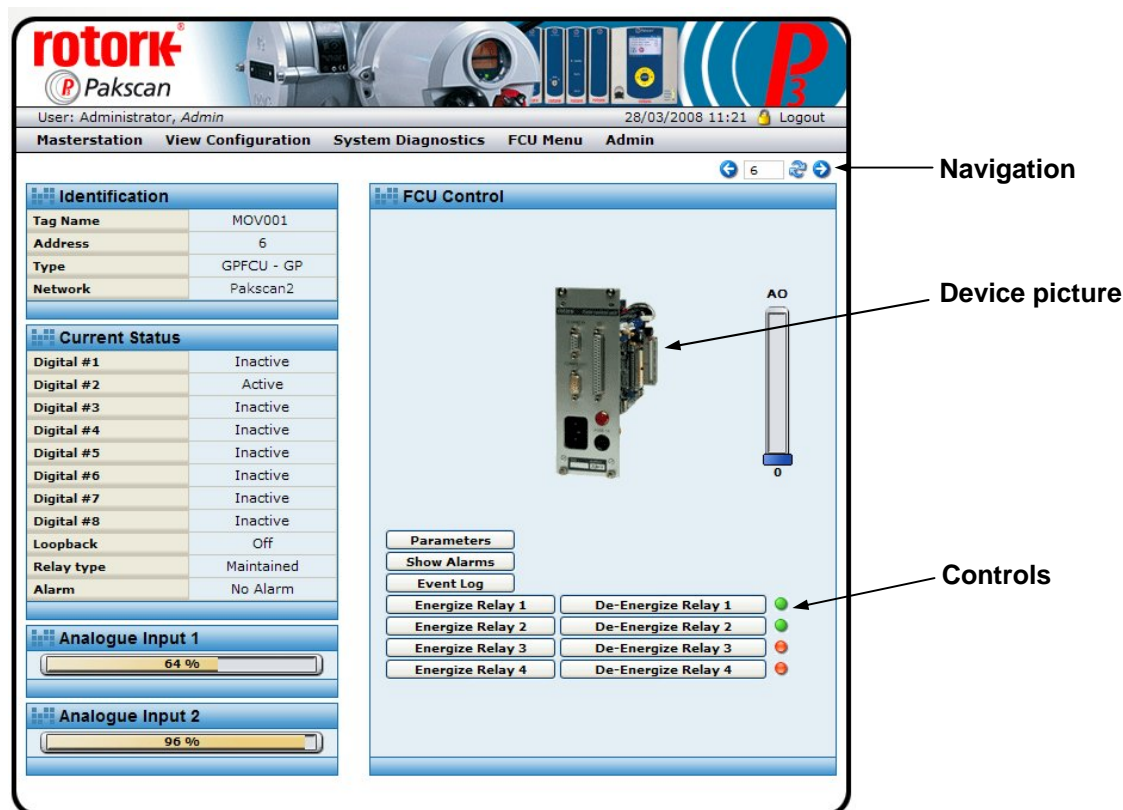 rotork
Pakscan
P
3
User: Administrator, Admin
28/03/2008 11:21 Logout
Masterstation View Configuration System Diagnostics FCU Menu Admin
6
Navigation
Identification
Tag Name MOV001
Address 6
Type GPFCU - GP
Network Pakscan2
Current Status
Digital #1 Inactive
Digital #2 Active
Digital #3 Inactive
Digital #4 Inactive
Digital #5 Inactive
Digital #6 Inactive
Digital #7 Inactive
Digital #8 Inactive
Loopback Off
Relay type Maintained
Alarm No Alarm
Analogue Input 1
64 %
Analogue Input 2
96 %
FCU Control
AO
0
Device picture
Parameters
Show Alarms
Event Log
Energize Relay 1 De-Energize Relay 1
Energize Relay 2 De-Energize Relay 2
Energize Relay 3 De-Energize Relay 3
Energize Relay 4 De-Energize Relay 4
Controls